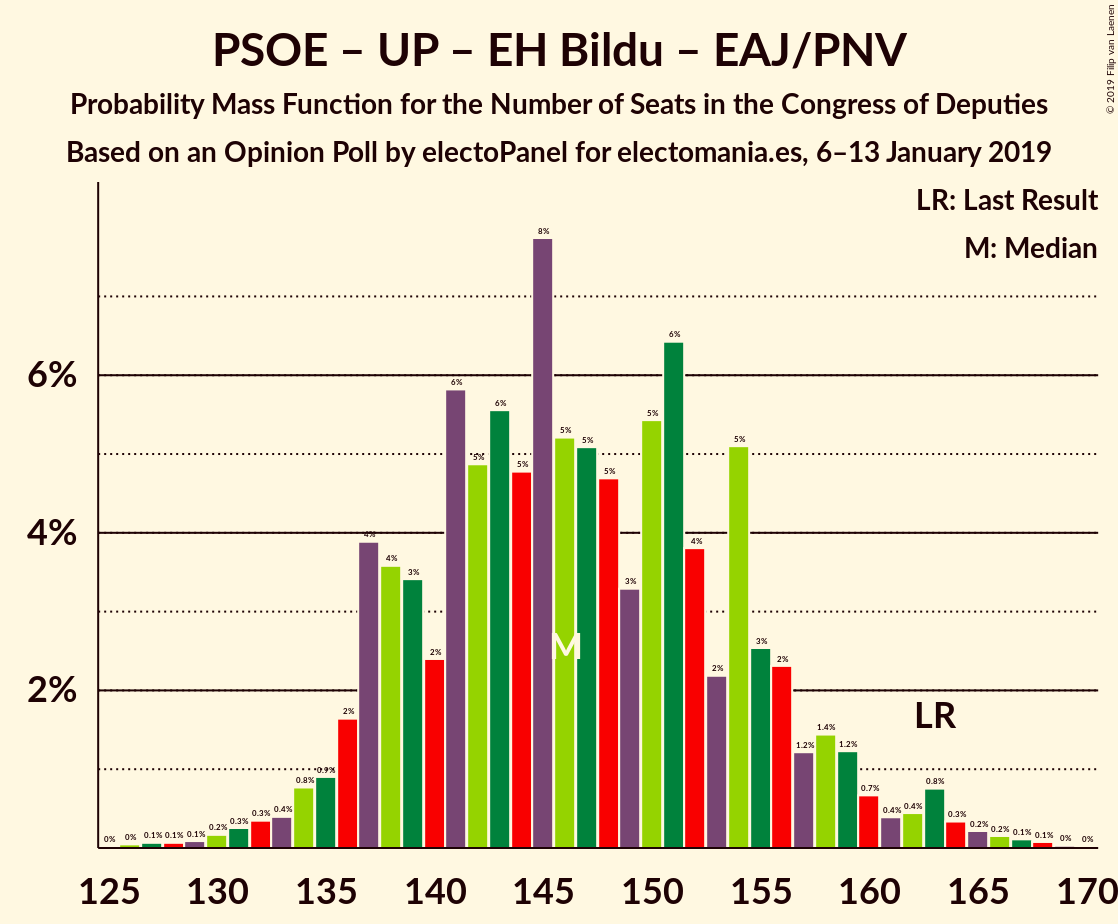 PSOE – UP – EH Bildu – EAJ/PNV
Probability Mass Function for the Number of Seats in the Congress of Deputies
Based on an Opinion Poll by electoPanel for electomania.es, 6–13 January 2019
© 2019 Filip van Laenen
LR: Last Result
M: Median
6%
4%
2%
0% 0% 0.1% 0.1% 0.1% 0.2% 0.3% 0.3% 0.4% 0.8% 0.9% 2% 4% 4% 3% 2% 6% 5% 6% 5% 8% 5% 5% 5% 3% 5% 6% 4% 2% 5% 3% 2% 1.2% 1.4% 1.2% 0.7% 0.4% 0.4% 0.8% 0.3% 0.2% 0.2% 0.1% 0.1% 0% 0%
M
LR
125 130 135 140 145 150 155 160 165 170